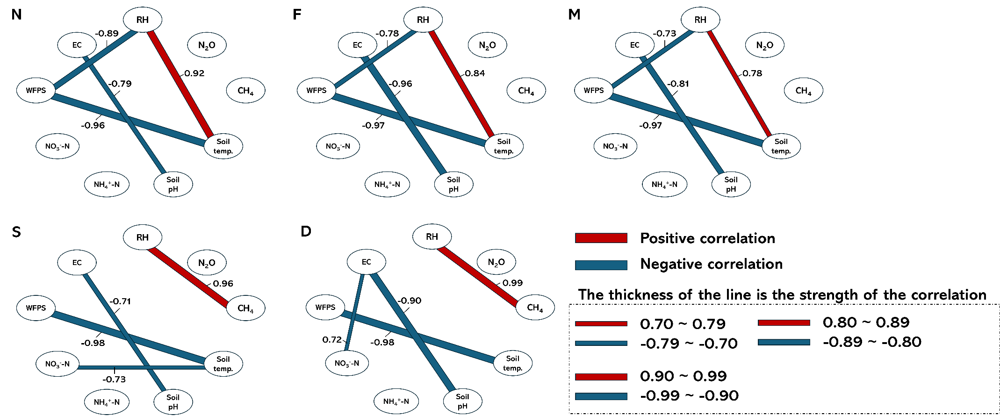 N
RH
EC
N₂O
-0.89
0.92
WFPS
-0.79
CH₄
-0.96
NO₃⁻-N
Soil
temp.
NH₄⁺-N
Soil
pH
F
RH
EC
N₂O
-0.78
0.84
WFPS
-0.96
CH₄
-0.97
NO₃⁻-N
Soil
temp.
NH₄⁺-N
Soil
pH
M
RH
EC
N₂O
-0.73
0.78
WFPS
-0.81
CH₄
-0.97
NO₃⁻-N
Soil
temp.
NH₄⁺-N
Soil
pH
S
RH
EC
N₂O
0.96
-0.71
WFPS
CH₄
-0.98
NO₃⁻-N
Soil
temp.
-0.73
NH₄⁺-N
Soil
pH
D
RH
EC
N₂O
0.99
-0.90
WFPS
CH₄
0.72
-0.98
NO₃⁻-N
Soil
temp.
NH₄⁺-N
Soil
pH
Positive correlation
Negative correlation
The thickness of the line is the strength of the correlation
0.70 ~ 0.79
0.80 ~ 0.89
-0.79 ~ -0.70
-0.89 ~ -0.80
0.90 ~ 0.99
-0.99 ~ -0.90